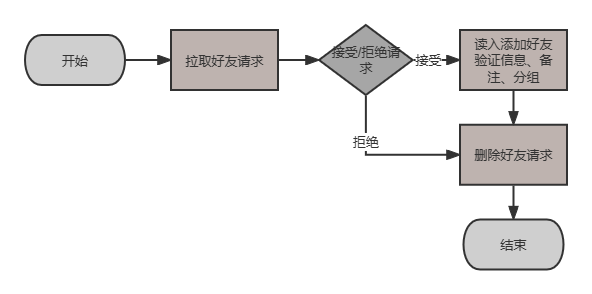 开始
拉取好友请求
接受/拒绝请
求
接受
读入添加好友
验证信息、备
注、分组
拒绝
删除好友请求
结束